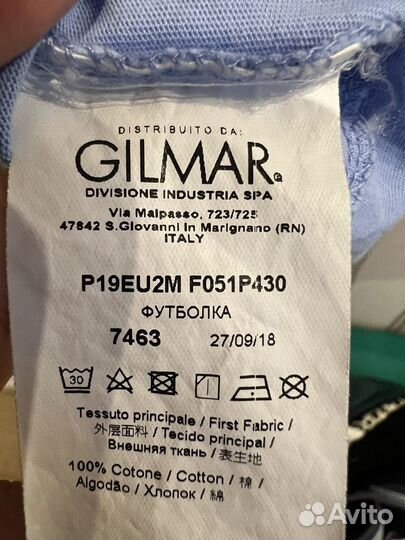 DISTRIBUITO DA:
GILMAR
DIVISIONE INDUSTRIA SPA
Via Malpasso, 723/725
47842 S.Giovanni in Marignano (RN)
ITALY
P19EU2M F051P430
ФУТБОЛКА
7463 27/09/18
30
Tessuto principale / First Fabric /
外层面料 / Tecido principal /
Внешняя ткань / 表生地
100% Cotone / Cotton / 棉 /
Algodão / Хлопок / 綿
Avito